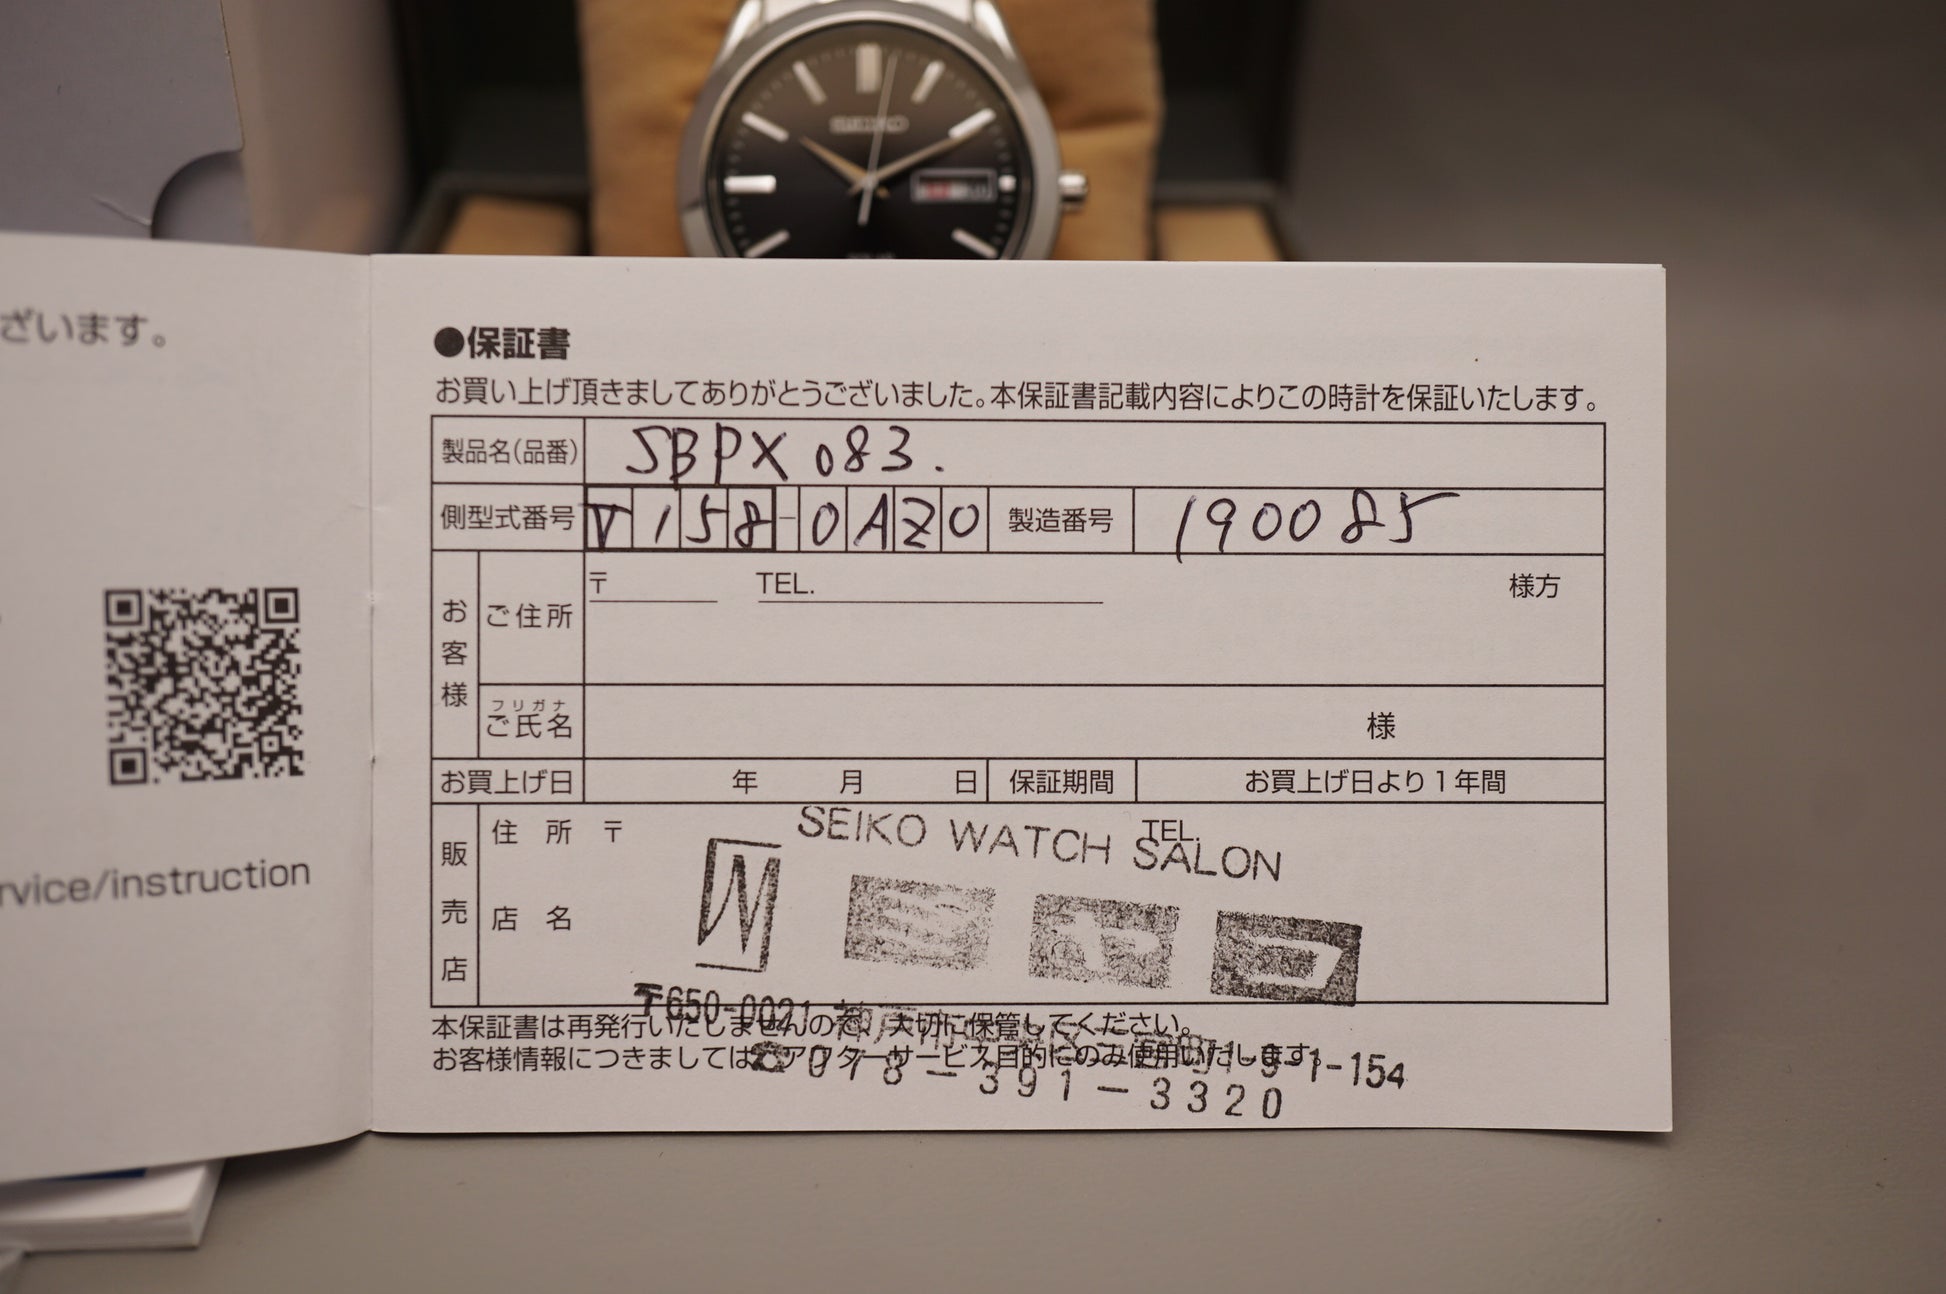 SEIKO
ざいます。
rvice/instruction
●保証書
お買い上げ頂きましてありがとうございました。本保証書記載内容によりこの時計を保証いたします。
製品名(品番) SBPX083.
側型式番号 V158-0AZ0 製造番号 190085
お客様 ご住所 〒 TEL. 様方
フリガナ
ご氏名 様
お買上げ日 年 月 日 保証期間 お買上げ日より1年間
販売店 住所 〒 TEL.
SEIKO WATCH SALON
店名
〒650-0021
本保証書は再発行いたしませんので、大切に保管してください。
お客様情報につきましてはアフターサービス目的にのみ使用いたします。
1-154
☎078-391-3320